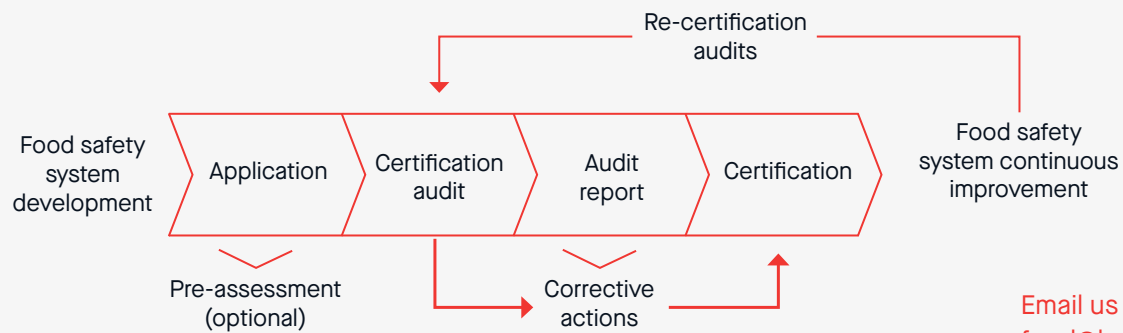 Re-certification
audits
Food safety
system
development
Application
Certification
audit
Audit
report
Certification
Food safety
system continuous
improvement
Pre-assessment
(optional)
Corrective
actions
Email us